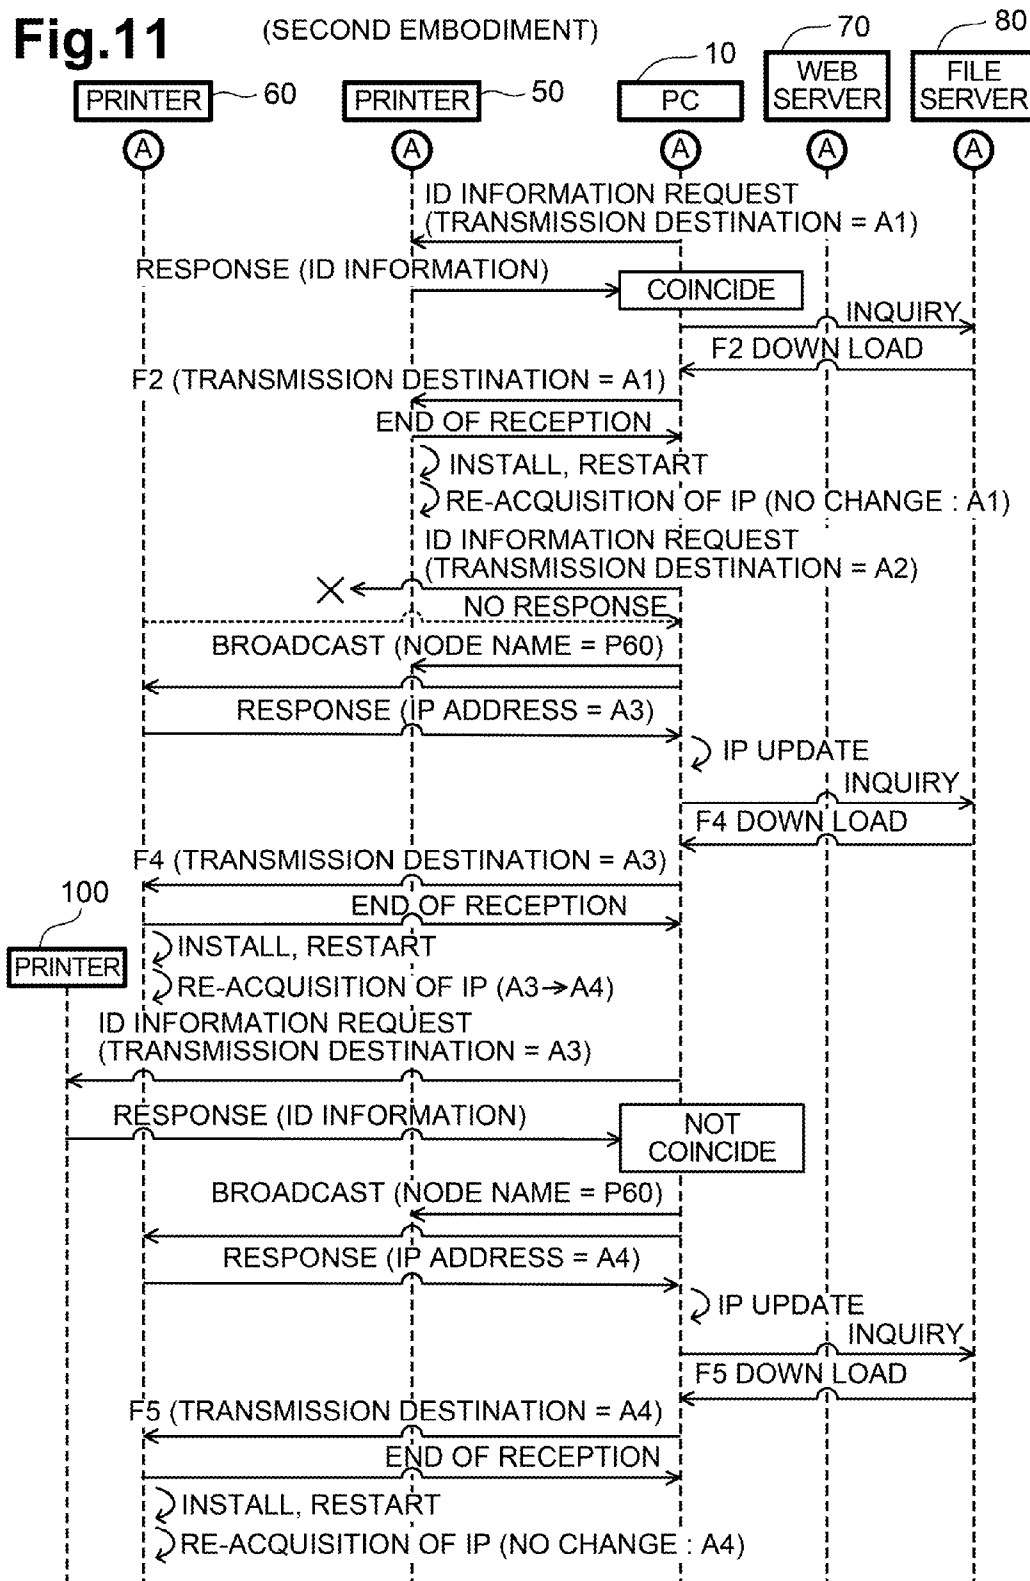 Fig.11
(SECOND EMBODIMENT)
60
50
10
70
80
PRINTER
PRINTER
PC
WEB
SERVER
FILE
SERVER
A
A
A
A
A
ID INFORMATION REQUEST
(TRANSMISSION DESTINATION = A1)
RESPONSE (ID INFORMATION)
COINCIDE
INQUIRY
F2 DOWN LOAD
F2 (TRANSMISSION DESTINATION = A1)
END OF RECEPTION
INSTALL, RESTART
RE-ACQUISITION OF IP (NO CHANGE : A1)
ID INFORMATION REQUEST
(TRANSMISSION DESTINATION = A2)
NO RESPONSE
BROADCAST (NODE NAME = P60)
RESPONSE (IP ADDRESS = A3)
IP UPDATE
INQUIRY
F4 DOWN LOAD
F4 (TRANSMISSION DESTINATION = A3)
100
END OF RECEPTION
PRINTER
INSTALL, RESTART
RE-ACQUISITION OF IP (A3→A4)
ID INFORMATION REQUEST
(TRANSMISSION DESTINATION = A3)
RESPONSE (ID INFORMATION)
NOT
COINCIDE
BROADCAST (NODE NAME = P60)
RESPONSE (IP ADDRESS = A4)
IP UPDATE
INQUIRY
F5 DOWN LOAD
F5 (TRANSMISSION DESTINATION = A4)
END OF RECEPTION
INSTALL, RESTART
RE-ACQUISITION OF IP (NO CHANGE : A4)